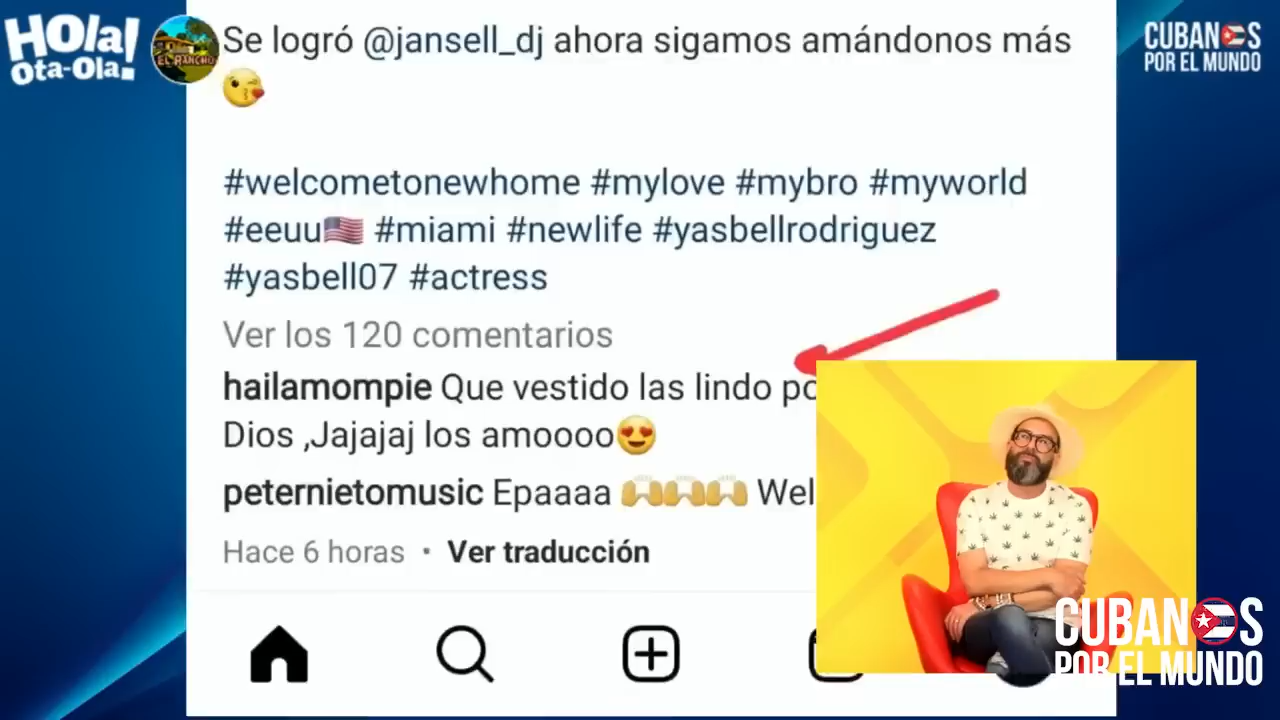 Hola!
Ota-Ola!
EL RANCHO
CUBANOS
POR EL MUNDO
Se logró @jansell_dj ahora sigamos amándonos más
😘
#welcometonewhome #mylove #mybro #myworld
#eeuu🇺🇸 #miami #newlife #yasbellrodriguez
#yasbell07 #actress
Ver los 120 comentarios
hailamompie Que vestido las lindo
Dios ,Jajajaj los amoooo😍
peternietomusic Epaaaa 🙌🙌🙌
Hace 6 horas • Ver traducción
CUBANOS
POR EL MUNDO